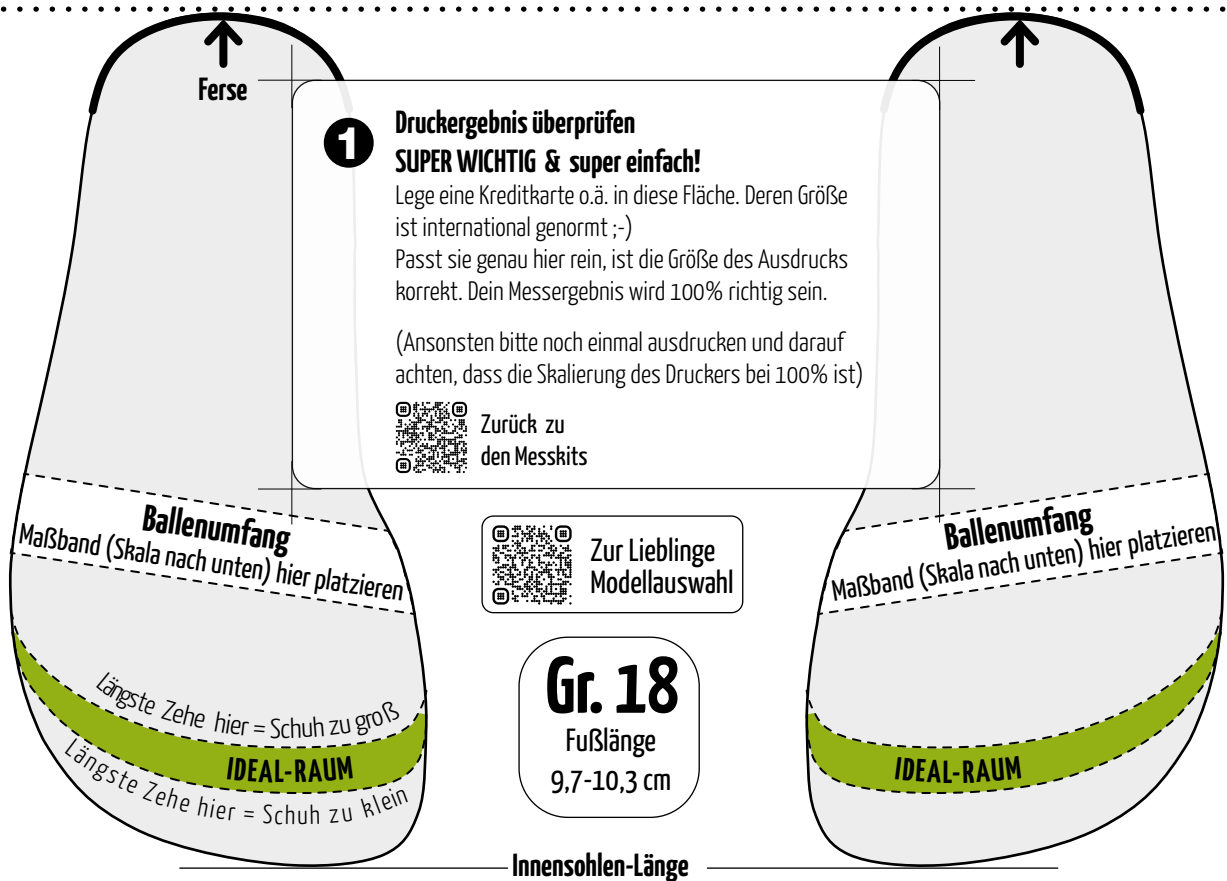 Ferse
1
Druckergebnis überprüfen
SUPER WICHTIG & super einfach!
Lege eine Kreditkarte o.ä. in diese Fläche. Deren Größe
ist international genormt ;-)
Passt sie genau hier rein, ist die Größe des Ausdrucks
korrekt. Dein Messergebnis wird 100% richtig sein.
(Ansonsten bitte noch einmal ausdrucken und darauf
achten, dass die Skalierung des Druckers bei 100% ist)
Zurück zu
den Messkits
Ballenumfang
Maßband (Skala nach unten) hier platzieren
Zur Lieblinge
Modellauswahl
Ballenumfang
Maßband (Skala nach unten) hier platzieren
Längste Zehe hier = Schuh zu groß
IDEAL-RAUM
Längste Zehe hier = Schuh zu klein
Gr. 18
Fußlänge
9,7-10,3 cm
IDEAL-RAUM
Innensohlen-Länge